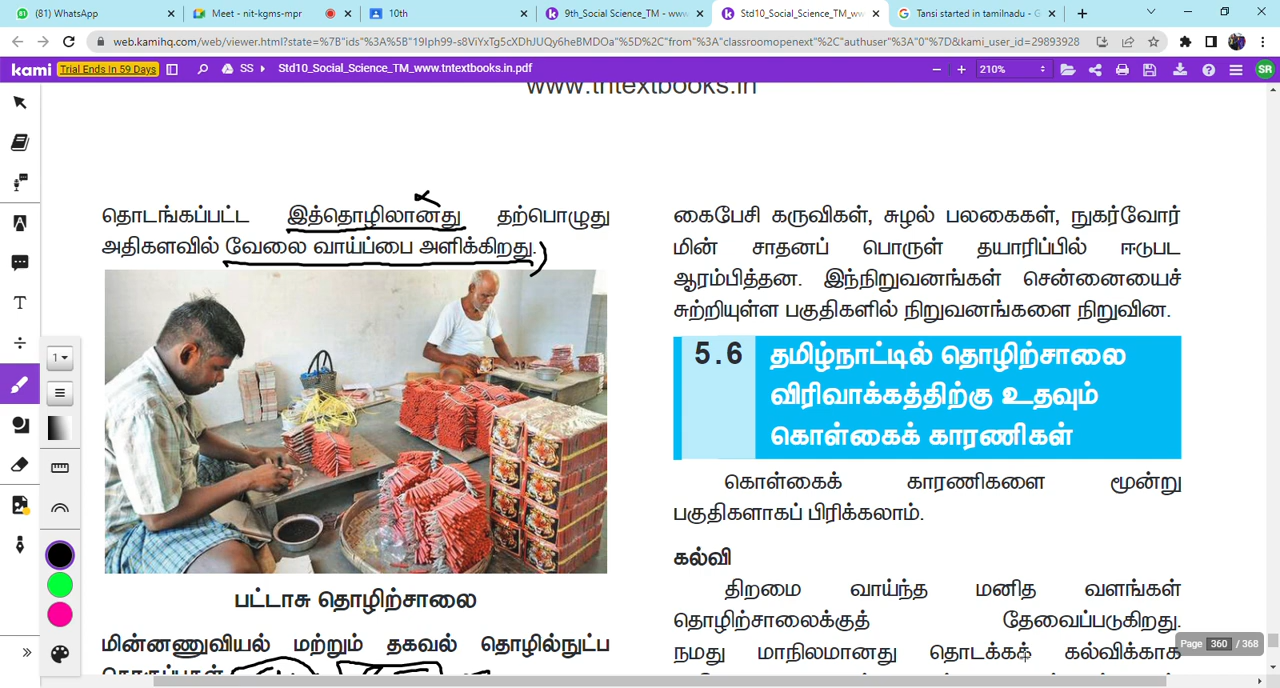 (81) WhatsApp
Meet - nit-kgms-mpr
10th
9th_Social Science_TM - www
Std10_Social_Science_TM_ww
Tansi started in tamilnadu - G
web.kamihq.com/web/viewer.html?state=%7B"ids"%3A%5B"19Iph99-s8ViYxTg5cXDhJUQy6heBMDOa"%5D%2C"from"%3A"classroomopenext"%2C"authuser"%3A"0"%7D&kami_user_id=29893928
kami Trial Ends In 59 Days SS Std10_Social_Science_TM_www.tntextbooks.in.pdf 210% SR
www.tntextbooks.in
தொடங்கப்பட்ட இத்தொழிலானது தற்பொழுது
அதிகளவில் வேலை வாய்ப்பை அளிக்கிறது.
பட்டாசு தொழிற்சாலை
மின்னணுவியல் மற்றும் தகவல் தொழில்நுட்ப
கைபேசி கருவிகள், சுழல் பலகைகள், நுகர்வோர்
மின் சாதனப் பொருள் தயாரிப்பில் ஈடுபட
ஆரம்பித்தன. இந்நிறுவனங்கள் சென்னையைச்
சுற்றியுள்ள பகுதிகளில் நிறுவனங்களை நிறுவின.
5.6 தமிழ்நாட்டில் தொழிற்சாலை
விரிவாக்கத்திற்கு உதவும்
கொள்கைக் காரணிகள்
கொள்கைக் காரணிகளை மூன்று
பகுதிகளாகப் பிரிக்கலாம்.
கல்வி
திறமை வாய்ந்த மனித வளங்கள்
தொழிற்சாலைக்குத் தேவைப்படுகிறது.
நமது மாநிலமானது தொடக்கக் கல்விக்காக
Page 360 / 368
1
T